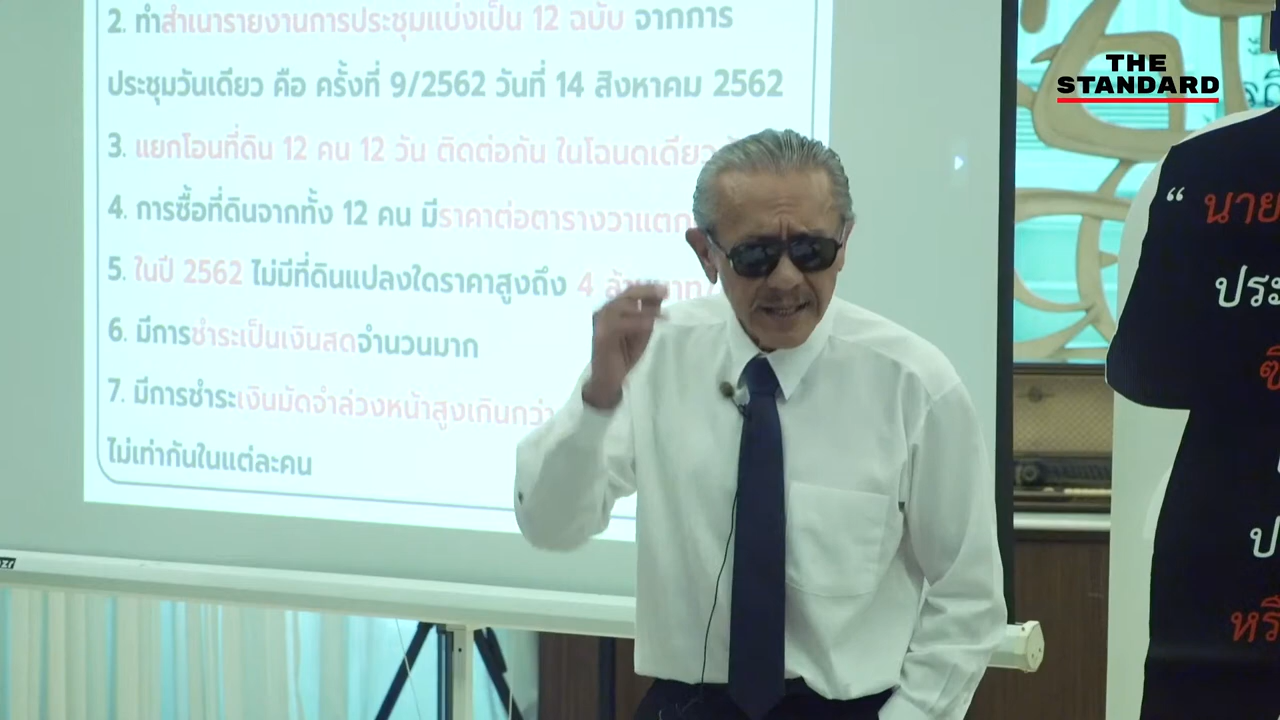 2. ทำสำเนารายงานการประชุมแบ่งเป็น 12 ฉบับ จากการ
ประชุมวันเดียว คือ ครั้งที่ 9/2562 วันที่ 14 สิงหาคม 2562
3. แยกโอนที่ดิน 12 คน 12 วัน ติดต่อกัน ในโฉนดเดียว
4. การซื้อที่ดินจากทั้ง 12 คน มีราคาต่อตารางวาแตก
5. ในปี 2562 ไม่มีที่ดินแปลงใดราคาสูงถึง 4
6. มีการชำระเป็นเงินสดจำนวนมาก
7. มีการชำระเงินมัดจำล่วงหน้าสูงเกินกว่า
ไม่เท่ากันในแต่ละคน
THE
STANDARD
“ นาย
ประ